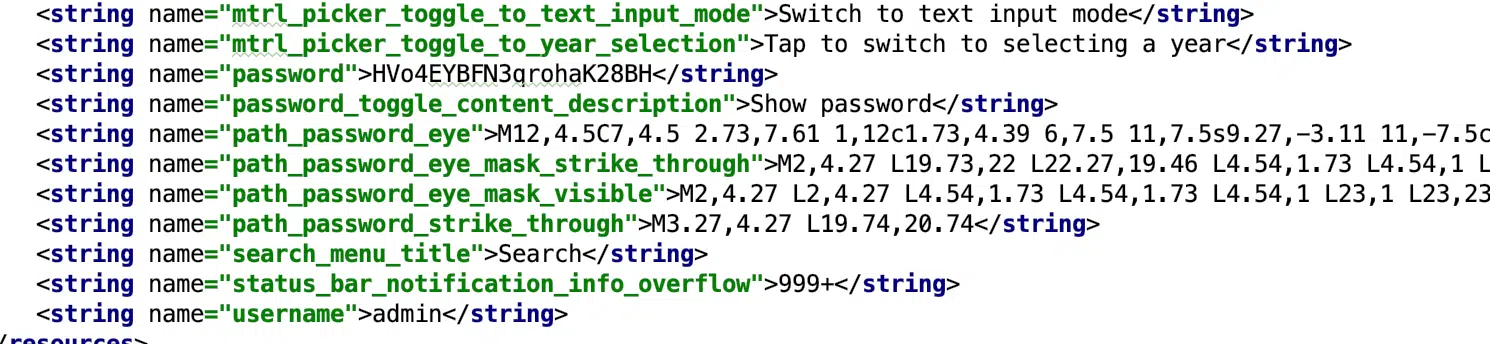 <string name="mtrl_picker_toggle_to_text_input_mode">Switch to text input mode</string>
<string name="mtrl_picker_toggle_to_year_selection">Tap to switch to selecting a year</string>
<string name="password">HVo4EYBFN3qrohaK28BH</string>
<string name="password_toggle_content_description">Show password</string>
<string name="path_password_eye">M12,4.5C7,4.5 2.73,7.61 1,12c1.73,4.39 6,7.5 11,7.5s9.27,-3.11 11,-7.5c
<string name="path_password_eye_mask_strike_through">M2,4.27 L19.73,22 L22.27,19.46 L4.54,1.73 L4.54,1 L
<string name="path_password_eye_mask_visible">M2,4.27 L2,4.27 L4.54,1.73 L4.54,1.73 L4.54,1 L23,1 L23,23
<string name="path_password_strike_through">M3.27,4.27 L19.74,20.74</string>
<string name="search_menu_title">Search</string>
<string name="status_bar_notification_info_overflow">999+</string>
<string name="username">admin</string>
/resources>